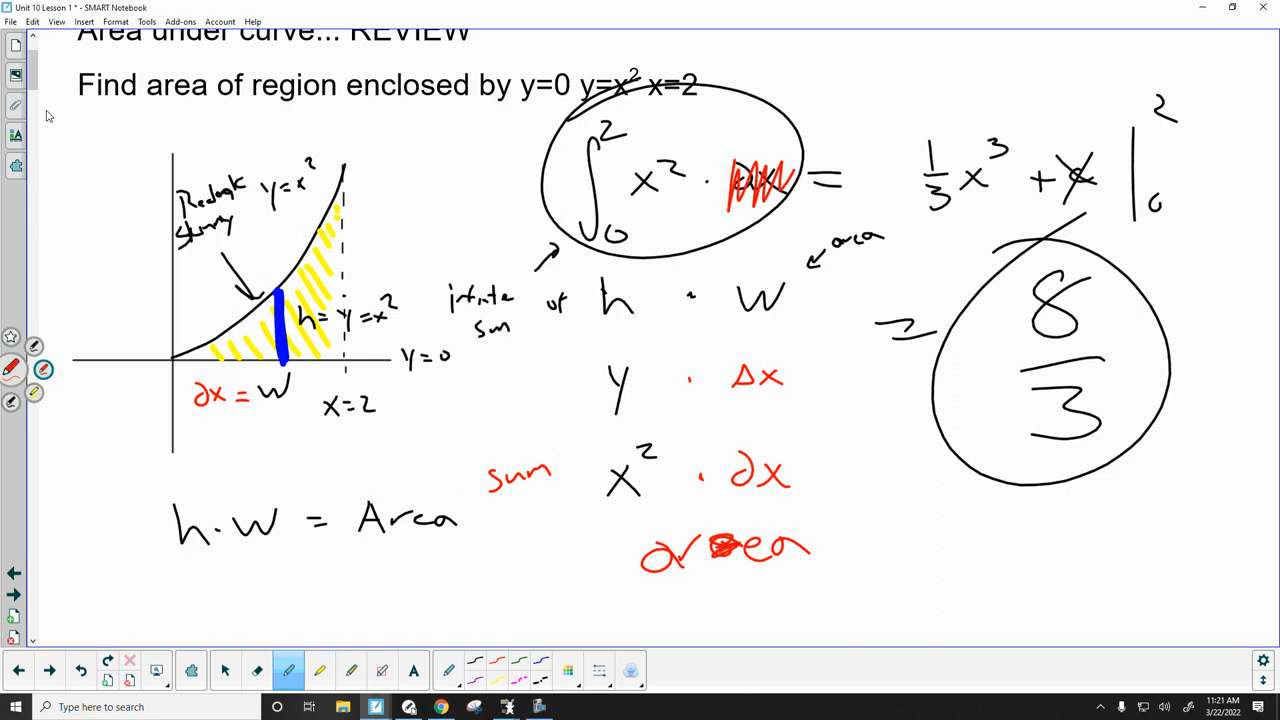 Unit 10 Lesson 1 * - SMART Notebook
File Edit View Insert Format Tools Add-ons Account Help
Area under curve... REVIEW
Find area of region enclosed by y=0 y=x² x=2
y=x²
∫₀² x² · dx = 1/3 x³ + c |₀²
area
infinite sum of h · w
= 8/3
h = y = x²
y=0
y · Δx
∂x = w
x=2
sum x² · ∂x
h·w = Area
area
A
Type here to search
11:21 AM
3/22/2022